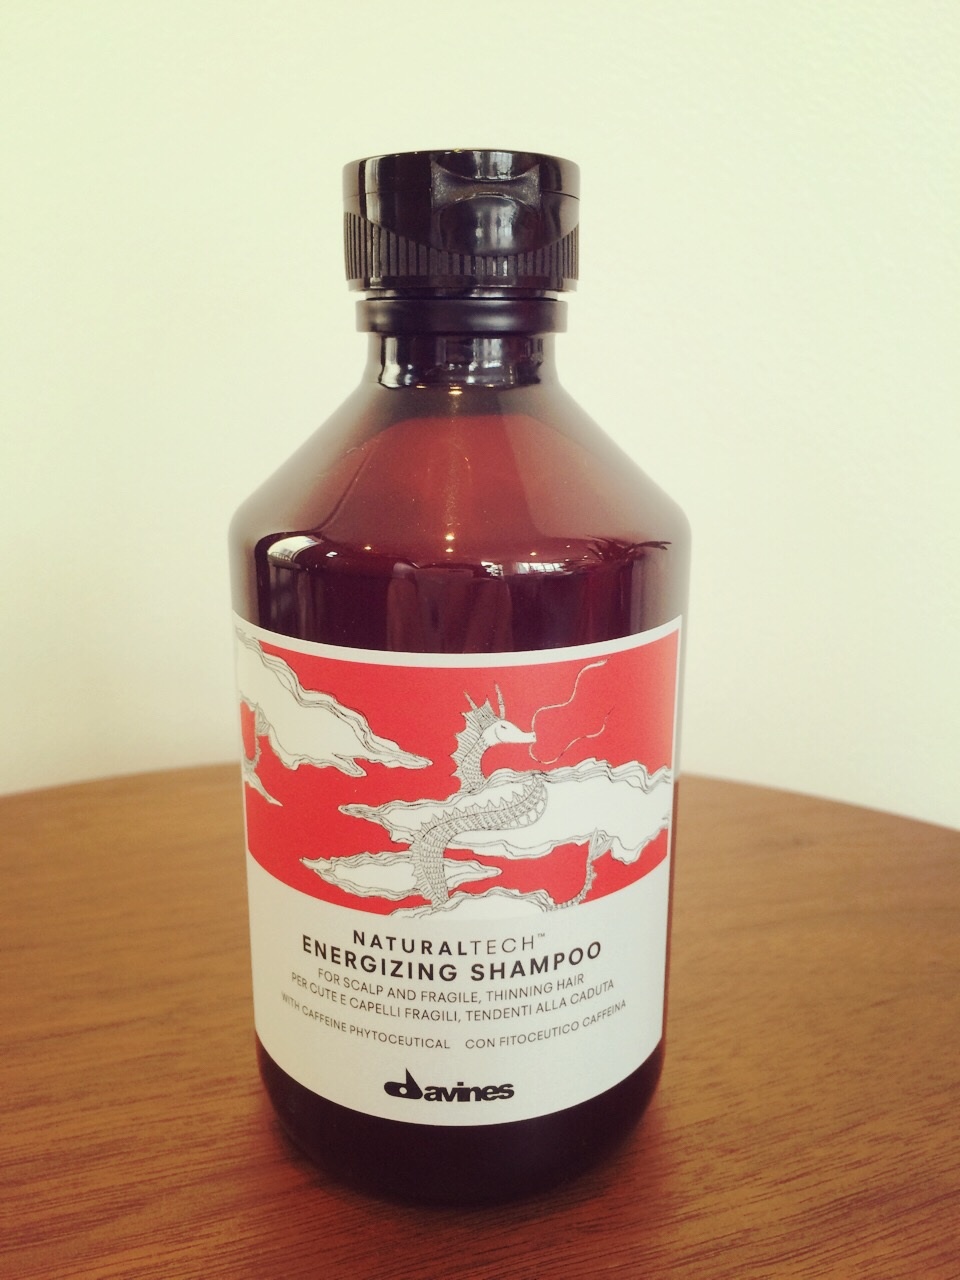 NATURALTECH™
ENERGIZING SHAMPOO
FOR SCALP AND FRAGILE, THINNING HAIR
PER CUTE E CAPELLI FRAGILI, TENDENTI ALLA CADUTA
WITH CAFFEINE PHYTOCEUTICAL CON FITOCEUTICO CAFFEINA
davines